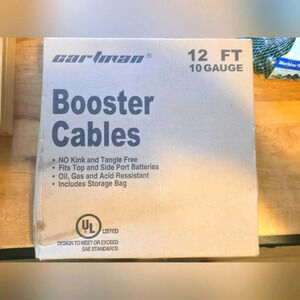 cartman®
12 FT
10 GAUGE
Booster
Cables
• NO Kink and Tangle Free
• Fits Top and Side Port Batteries
• Oil, Gas and Acid Resistant
• Includes Storage Bag
UL
LISTED
DESIGN TO MEET OR EXCEED
SAE STANDARDS